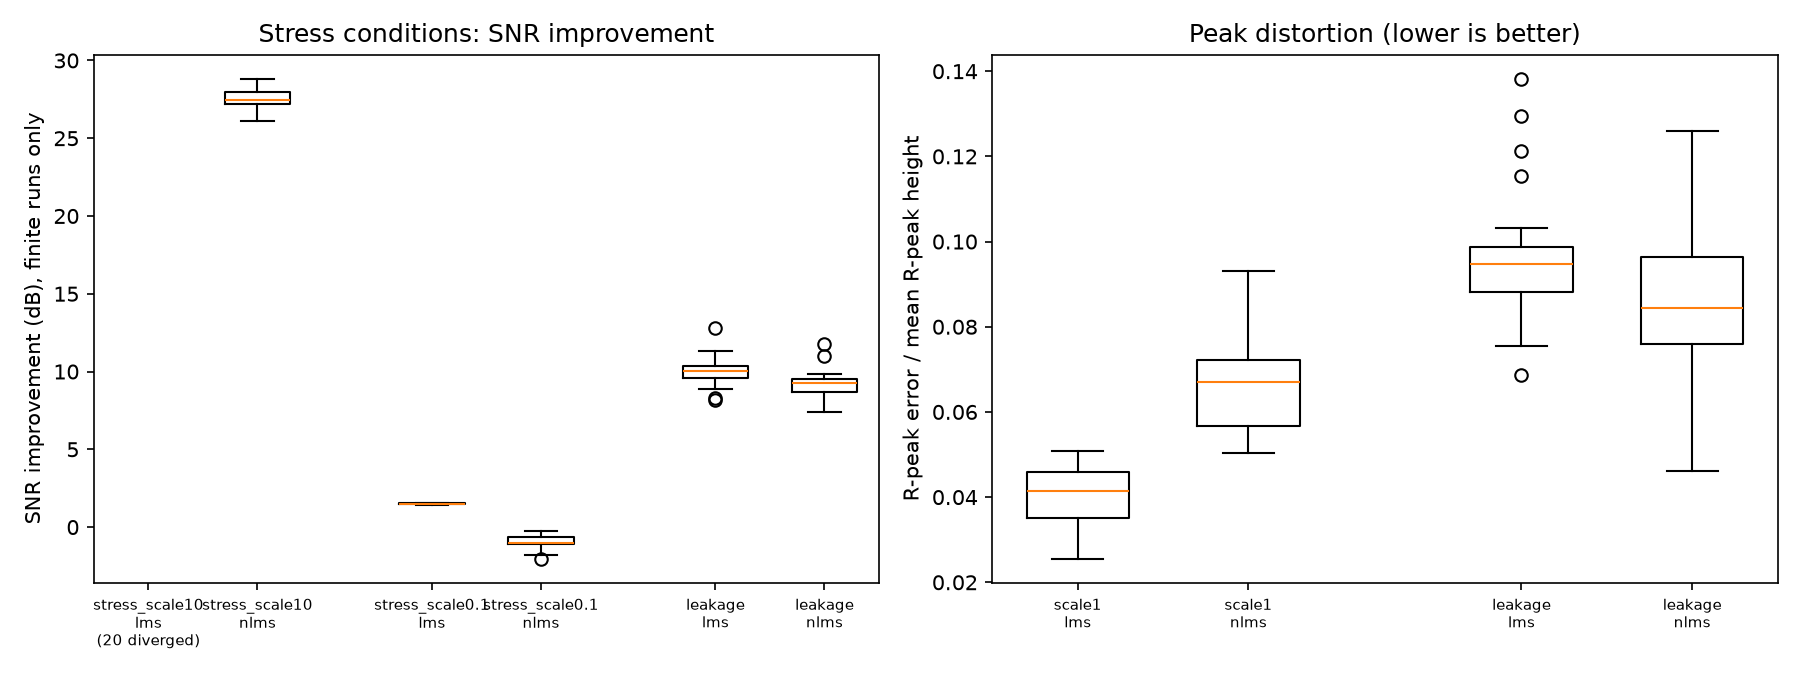 Stress conditions: SNR improvement
SNR improvement (dB), finite runs only
30
25
20
15
10
5
0
stress_scale10
lms
(20 diverged)
stress_scale10
nlms
stress_scale0.1
lms
stress_scale0.1
nlms
leakage
lms
leakage
nlms
Peak distortion (lower is better)
R-peak error / mean R-peak height
0.14
0.12
0.10
0.08
0.06
0.04
0.02
scale1
lms
scale1
nlms
leakage
lms
leakage
nlms